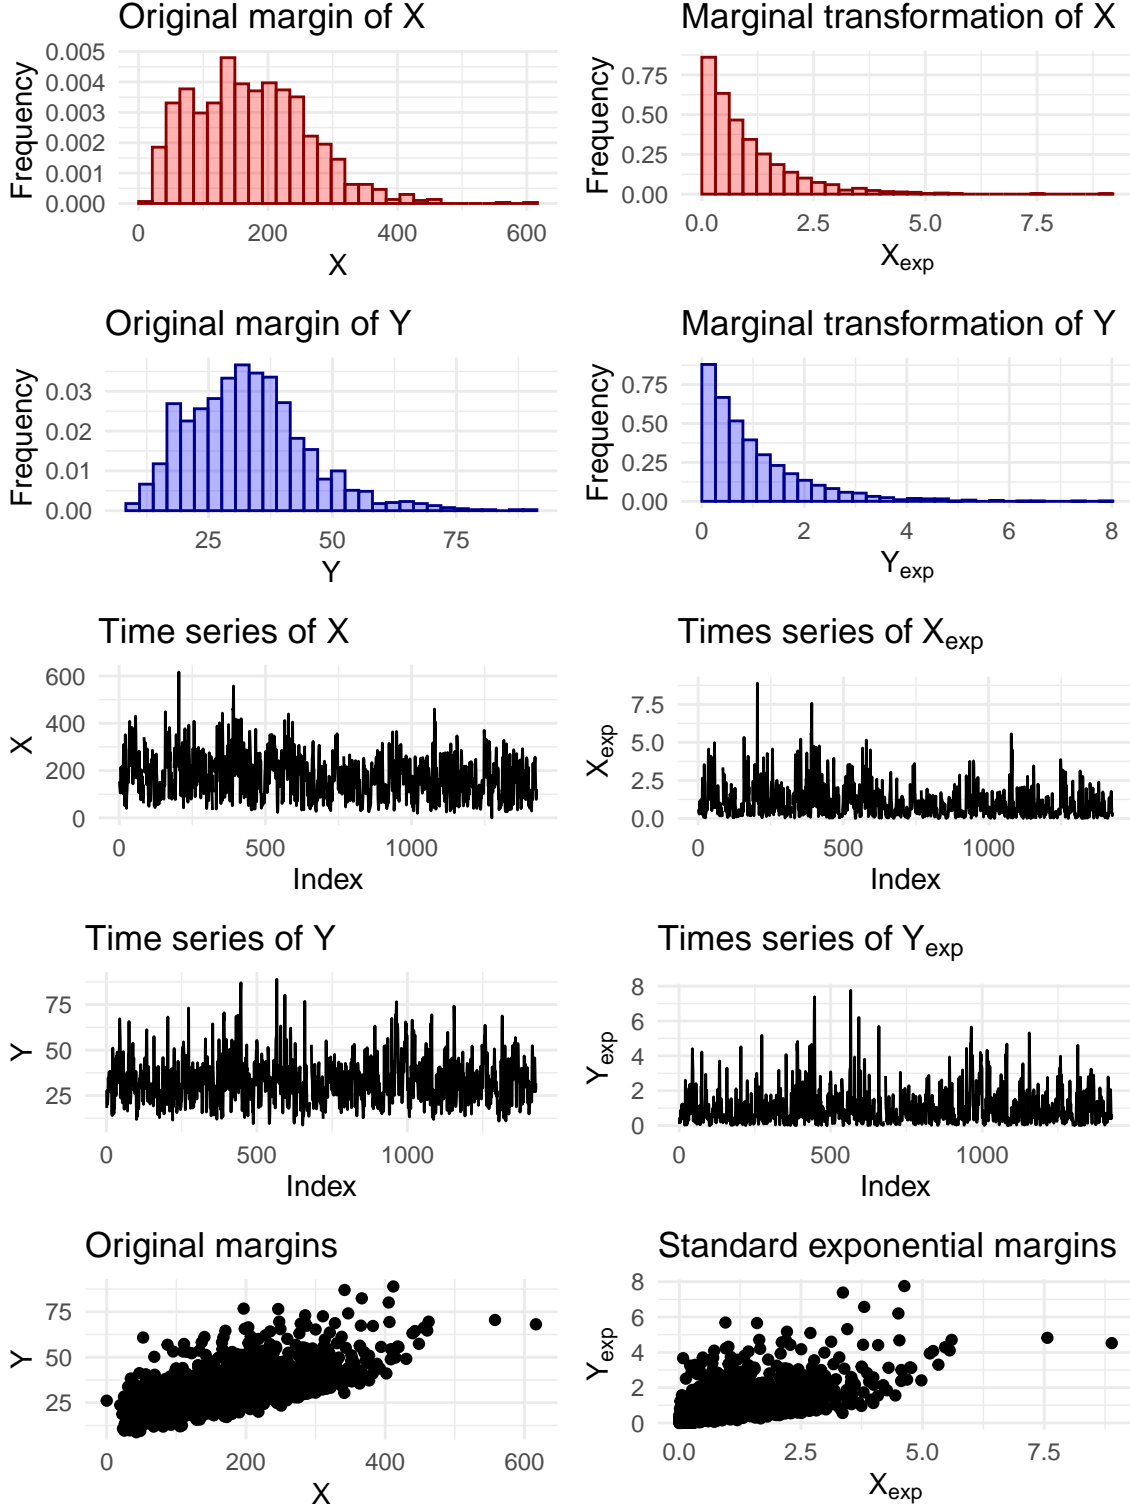 Original margin of X
Frequency
0.005
0.004
0.003
0.002
0.001
0.000
0 200 400 600
X
Marginal transformation of X
Frequency
0.75
0.50
0.25
0.00
0.0 2.5 5.0 7.5
Xexp
Original margin of Y
Frequency
0.03
0.02
0.01
0.00
25 50 75
Y
Marginal transformation of Y
Frequency
0.75
0.50
0.25
0.00
0 2 4 6 8
Yexp
Time series of X
X
600
400
200
0
0 500 1000
Index
Times series of Xexp
Xexp
7.5
5.0
2.5
0.0
0 500 1000
Index
Time series of Y
Y
75
50
25
0 500 1000
Index
Times series of Yexp
Yexp
8
6
4
2
0
0 500 1000
Index
Original margins
Y
75
50
25
0 200 400 600
X
Standard exponential margins
Yexp
8
6
4
2
0
0.0 2.5 5.0 7.5
Xexp